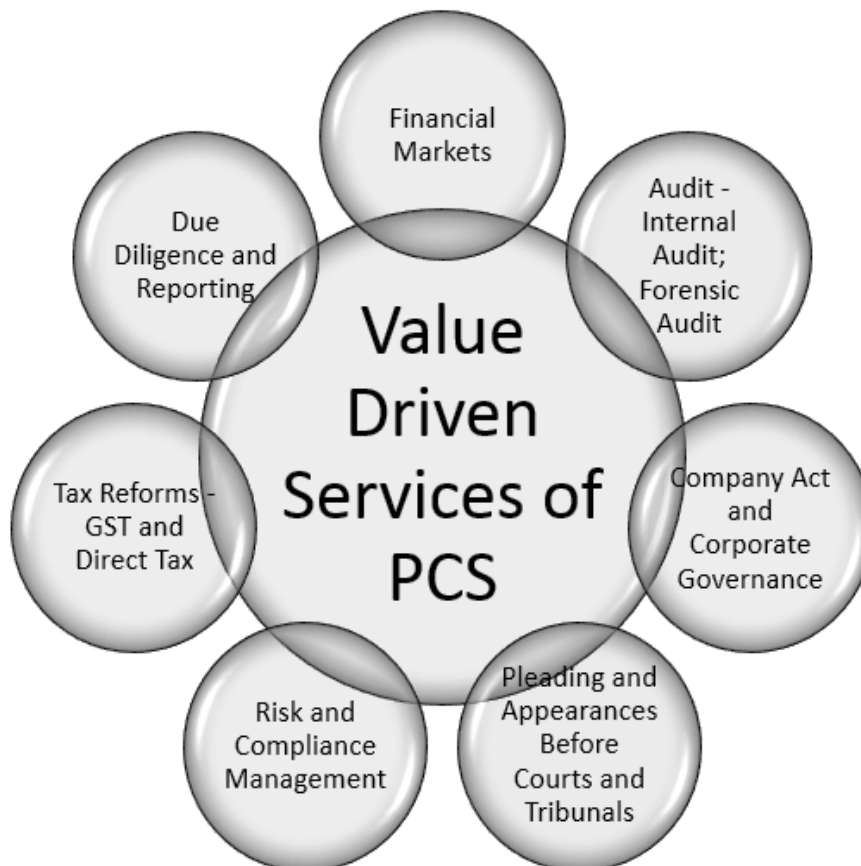 Financial
Markets
Audit -
Internal
Audit;
Forensic
Audit
Company Act
and
Corporate
Governance
Pleading and
Appearances
Before
Courts and
Tribunals
Risk and
Compliance
Management
Tax Reforms -
GST and
Direct Tax
Due
Diligence and
Reporting
Value
Driven
Services of
PCS